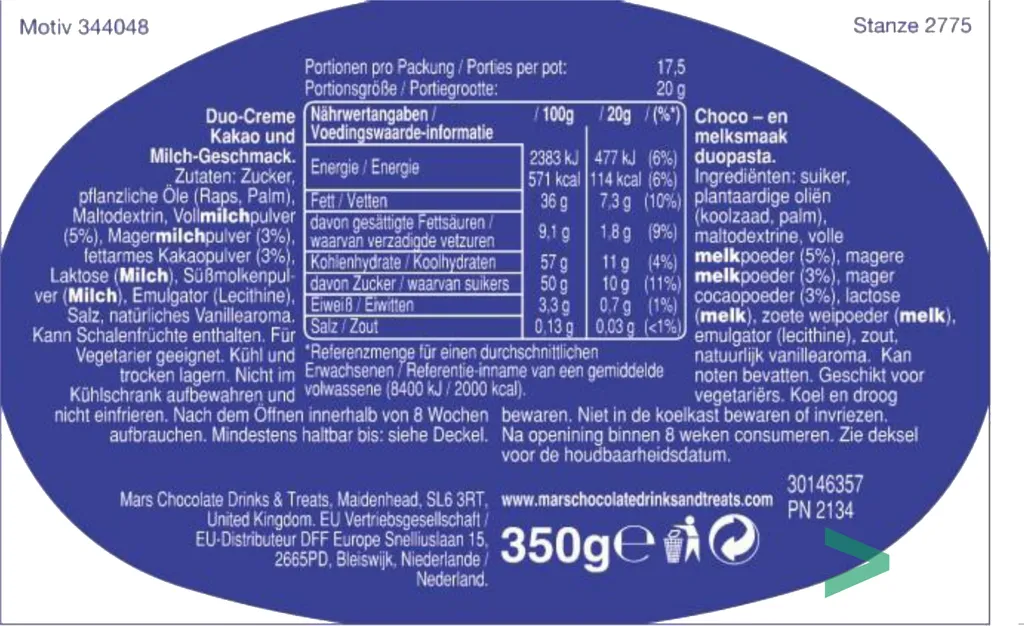 Motiv 344048
Stanze 2775
Portionen pro Packung / Porties per pot: 17,5
Portionsgröße / Portiegrootte: 20 g
Duo-Creme
Kakao und
Milch-Geschmack.
Zutaten: Zucker,
pflanzliche Öle (Raps, Palm),
Maltodextrin, Vollmilchpulver
(5%), Magermilchpulver (3%),
fettarmes Kakaopulver (3%),
Laktose (Milch), Süßmolkenpul-
ver (Milch), Emulgator (Lecithine),
Salz, natürliches Vanillearoma.
Kann Schalenfrüchte enthalten. Für
Vegetarier geeignet. Kühl und
trocken lagern. Nicht im
Kühlschrank aufbewahren und
nicht einfrieren. Nach dem Öffnen innerhalb von 8 Wochen
aufbrauchen. Mindestens haltbar bis: siehe Deckel.
Nährwertangaben / / 100g / 20g / (%*)
Voedingswaarde-informatie
Energie / Energie 2383 kJ 477 kJ (6%)
571 kcal 114 kcal (6%)
Fett / Vetten 36 g 7,3 g (10%)
davon gesättigte Fettsäuren /
waarvan verzadigde vetzuren 9,1 g 1,8 g (9%)
Kohlenhydrate / Koolhydraten 57 g 11 g (4%)
davon Zucker / waarvan suikers 50 g 10 g (11%)
Eiweiß / Eiwitten 3,3 g 0,7 g (1%)
Salz / Zout 0,13 g 0,03 g (<1%)
*Referenzmenge für einen durchschnittlichen
Erwachsenen / Referentie-inname van een gemiddelde
volwassene (8400 kJ / 2000 kcal).
Choco – en
melksmaak
duopasta.
Ingrediënten: suiker,
plantaardige oliën
(koolzaad, palm),
maltodextrine, volle
melkpoeder (5%), magere
melkpoeder (3%), mager
cocaopoeder (3%), lactose
(melk), zoete weipoeder (melk),
emulgator (lecithine), zout,
natuurlijk vanillearoma. Kan
noten bevatten. Geschikt voor
vegetariërs. Koel en droog
bewaren. Niet in de koelkast bewaren of invriezen.
Na openining binnen 8 weken consumeren. Zie deksel
voor de houdbaarheidsdatum.
Mars Chocolate Drinks & Treats, Maidenhead, SL6 3RT,
United Kingdom. EU Vertriebsgesellschaft /
EU-Distributeur DFF Europe Snelliuslaan 15,
2665PD, Bleiswijk, Niederlande /
Nederland.
www.marschocolatedrinksandtreats.com
350g℮
30146357
PN 2134